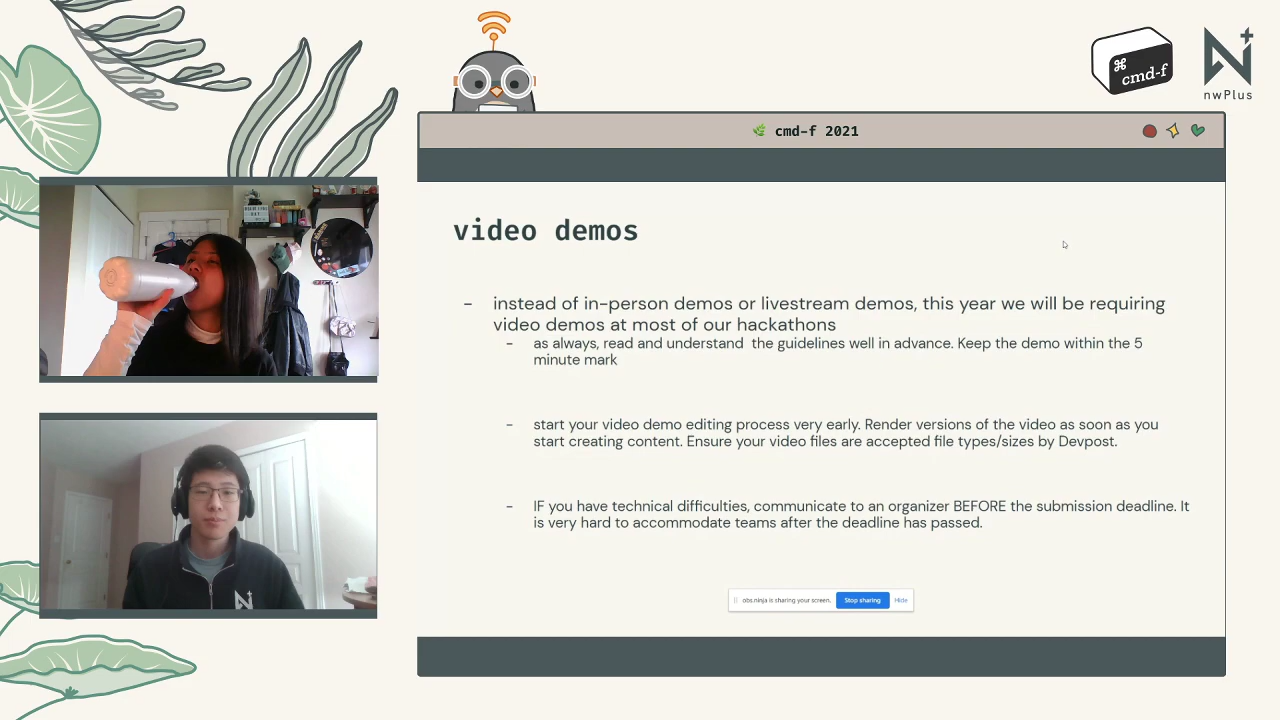 ⌘
cmd-f
nwPlus
cmd-f 2021
video demos
- instead of in-person demos or livestream demos, this year we will be requiring
video demos at most of our hackathons
- as always, read and understand the guidelines well in advance. Keep the demo within the 5
minute mark
- start your video demo editing process very early. Render versions of the video as soon as you
start creating content. Ensure your video files are accepted file types/sizes by Devpost.
- IF you have technical difficulties, communicate to an organizer BEFORE the submission deadline. It
is very hard to accommodate teams after the deadline has passed.
obs.ninja is sharing your screen. Stop sharing Hide